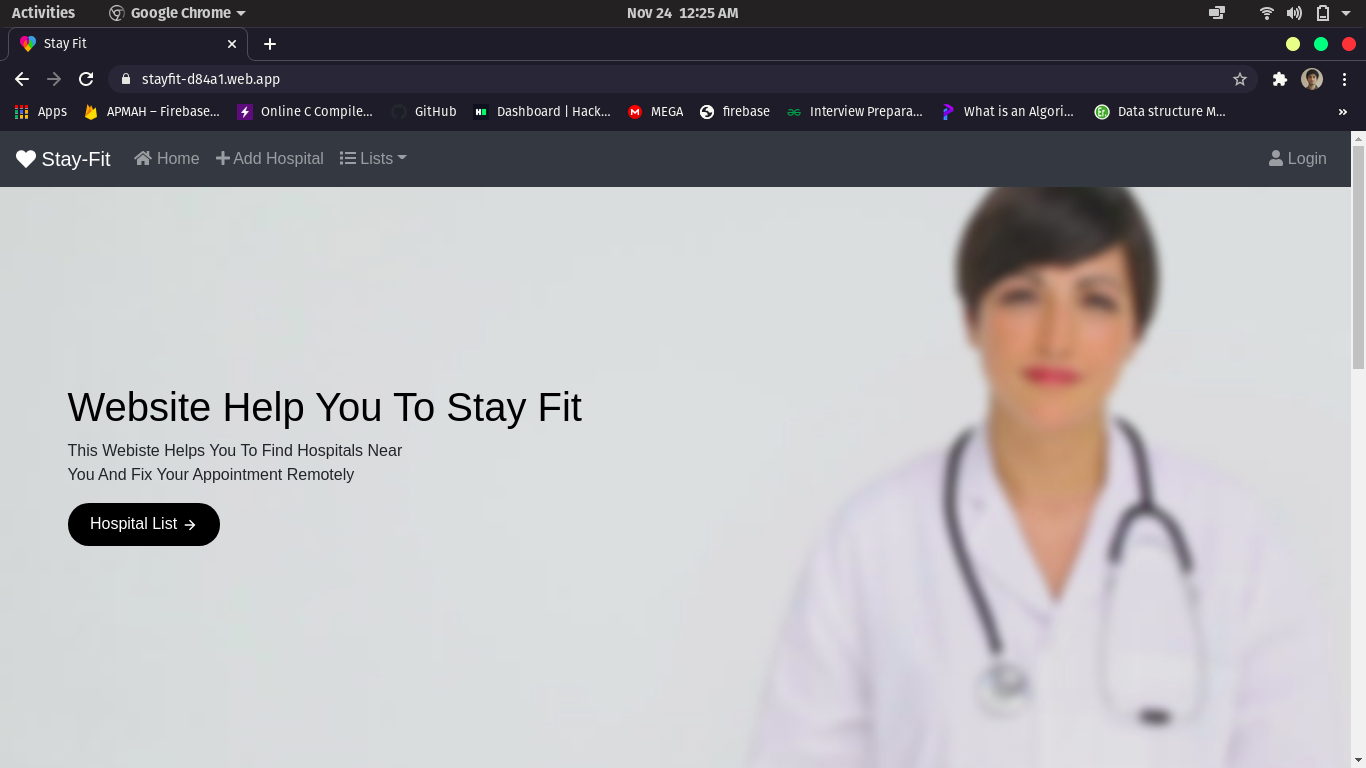 Activities Google Chrome Nov 24 12:25 AM
Stay Fit
stayfit-d84a1.web.app
Apps APMAH – Firebase... Online C Compile... GitHub Dashboard | Hack... MEGA firebase Interview Prepara... What is an Algori... Data structure M... »
Stay-Fit Home Add Hospital Lists Login
Website Help You To Stay Fit
This Webiste Helps You To Find Hospitals Near
You And Fix Your Appointment Remotely
Hospital List →